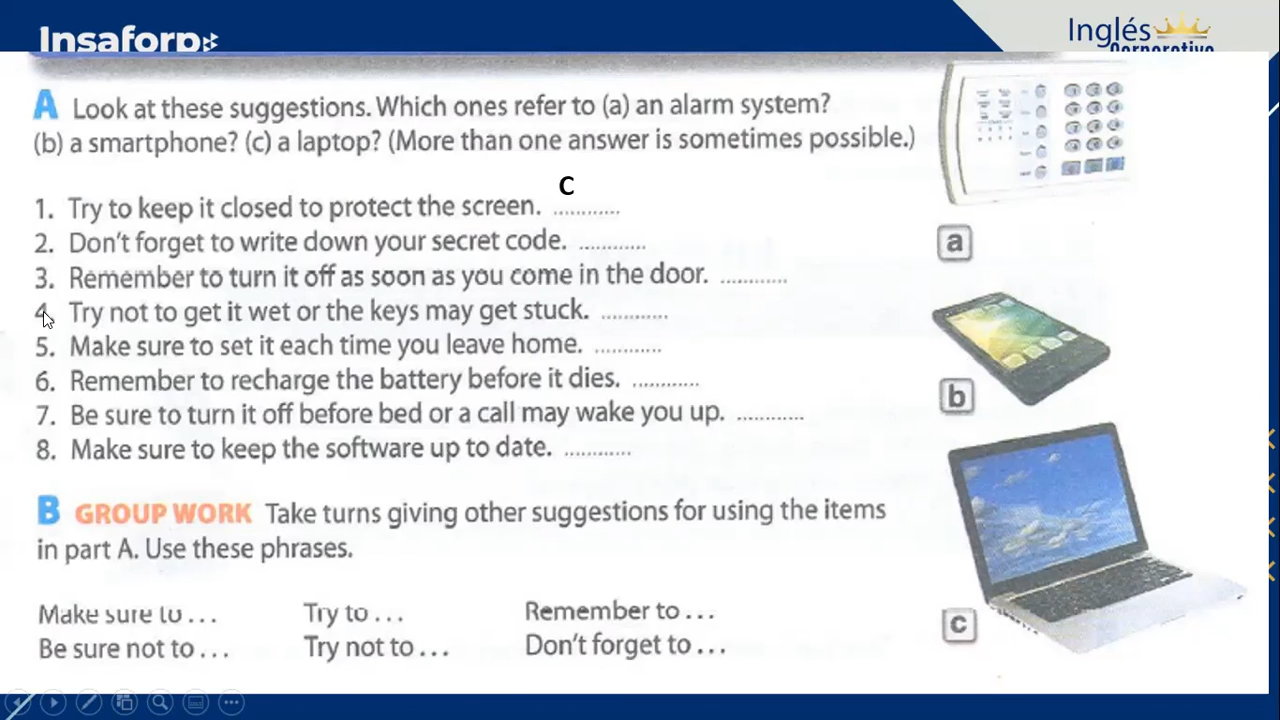 Insaforp
Inglés
Corporativo
A Look at these suggestions. Which ones refer to (a) an alarm system?
(b) a smartphone? (c) a laptop? (More than one answer is sometimes possible.)
C
1. Try to keep it closed to protect the screen. ............
2. Don't forget to write down your secret code. ............
3. Remember to turn it off as soon as you come in the door. ............
4. Try not to get it wet or the keys may get stuck. ............
5. Make sure to set it each time you leave home. ............
6. Remember to recharge the battery before it dies. ............
7. Be sure to turn it off before bed or a call may wake you up. ............
8. Make sure to keep the software up to date. ............
a
b
c
B GROUP WORK Take turns giving other suggestions for using the items
in part A. Use these phrases.
Make sure to ... Try to ... Remember to ...
Be sure not to ... Try not to ... Don't forget to ...